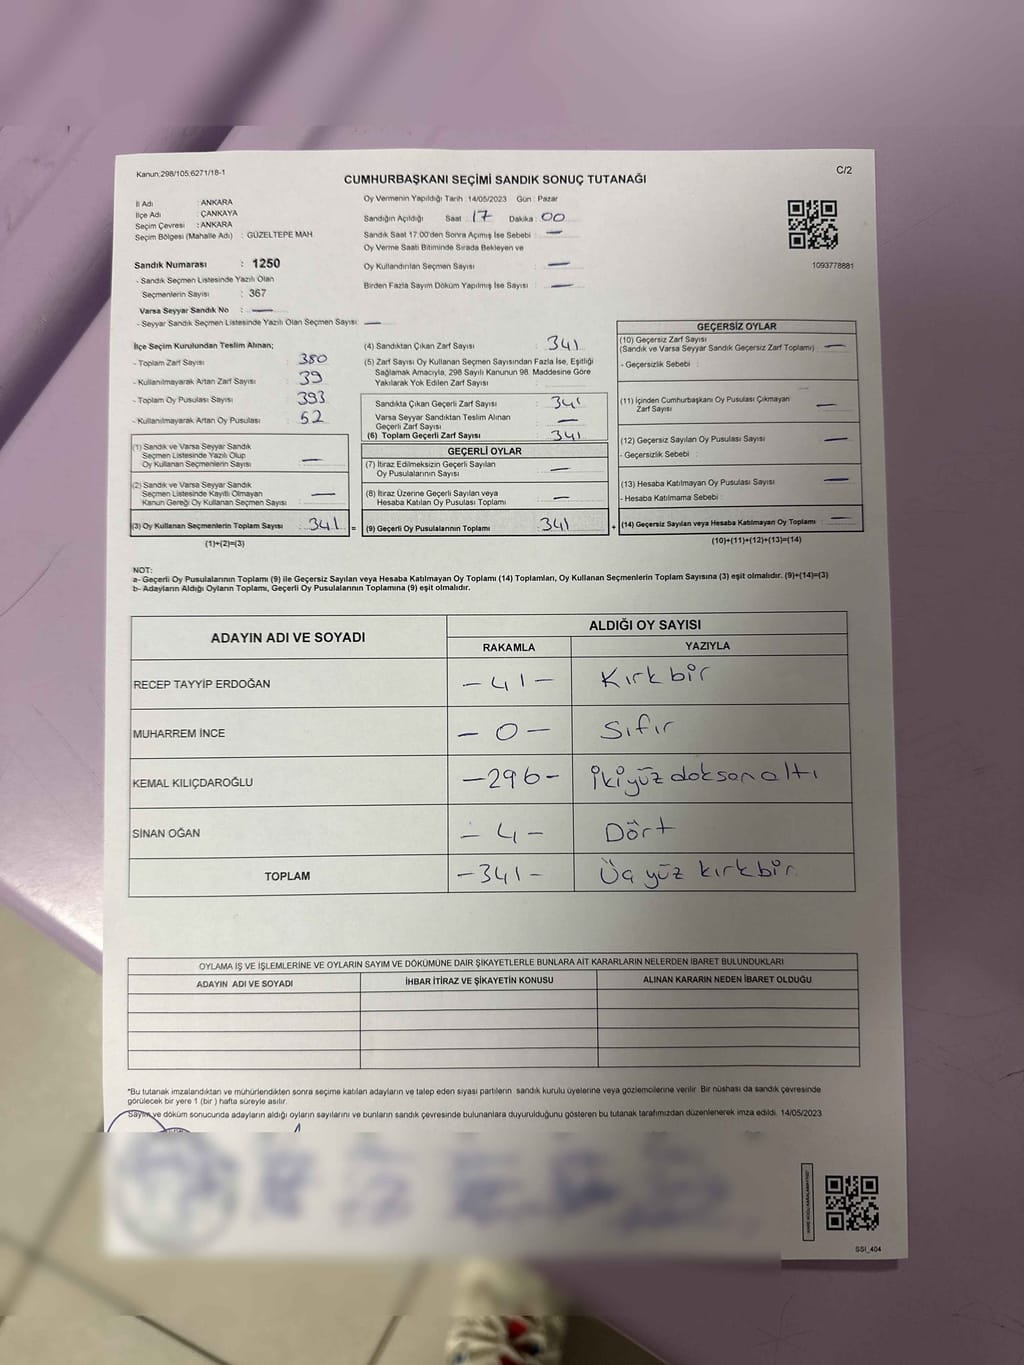 Kanun;298/105,6271/18-1
C/2
CUMHURBAŞKANI SEÇİMİ SANDIK SONUÇ TUTANAĞI
İl Adı : ANKARA
İlçe Adı : ÇANKAYA
Seçim Çevresi : ANKARA
Seçim Bölgesi (Mahalle Adı) : GÜZELTEPE MAH
Oy Vermenin Yapıldığı Tarih :14/05/2023 Gün : Pazar
Sandığın Açıldığı Saat : 17 Dakika : 00
Sandık Saat 17:00'den Sonra Açımış İse Sebebi : —
Oy Verme Saati Bitiminde Sırada Bekleyen ve
Oy Kullandırılan Seçmen Sayısı : —
Birden Fazla Sayım Döküm Yapılmış İse Sayısı : —
1093778881
Sandık Numarası : 1250
- Sandık Seçmen Listesinde Yazılı Olan
Seçmenlerin Sayısı : 367
Varsa Seyyar Sandık No : —
- Seyyar Sandık Seçmen Listesinde Yazılı Olan Seçmen Sayısı: —
İlçe Seçim Kurulundan Teslim Alınan;
- Toplam Zarf Sayısı : 380
- Kullanılmayarak Artan Zarf Sayısı : 39
- Toplam Oy Pusulası Sayısı : 393
- Kullanılmayarak Artan Oy Pusulası : 52
(1) Sandık ve Varsa Seyyar Sandık
Seçmen Listesinde Yazılı Olup
Oy Kullanan Seçmenlerin Sayısı : —
(2) Sandık ve Varsa Seyyar Sandık
Seçmen Listesinde Kayıtlı Olmayan
Kanun Gereği Oy Kullanan Seçmen Sayısı : —
(3) Oy Kullanan Seçmenlerin Toplam Sayısı : 341 =
(1)+(2)=(3)
(4) Sandıktan Çıkan Zarf Sayısı : 341
(5) Zarf Sayısı Oy Kullanan Seçmen Sayısından Fazla İse, Eşitliği
Sağlamak Amacıyla, 298 Sayılı Kanunun 98. Maddesine Göre
Yakılarak Yok Edilen Zarf Sayısı :
Sandıkta Çıkan Geçerli Zarf Sayısı : 341
Varsa Seyyar Sandıktan Teslim Alınan
Geçerli Zarf Sayısı : —
(6) Toplam Geçerli Zarf Sayısı : 341
GEÇERLİ OYLAR
(7) İtiraz Edilmeksizin Geçerli Sayılan
Oy Pusulalarının Sayısı : —
(8) İtiraz Üzerine Geçerli Sayılan veya
Hesaba Katılan Oy Pusulası Toplamı : —
(9) Geçerli Oy Pusulalarının Toplamı : 341 +
GEÇERSİZ OYLAR
(10) Geçersiz Zarf Sayısı
(Sandık ve Varsa Seyyar Sandık Geçersiz Zarf Toplamı) : —
- Geçersizlik Sebebi :
(11) İçinden Cumhurbaşkanı Oy Pusulası Çıkmayan
Zarf Sayısı : —
(12) Geçersiz Sayılan Oy Pusulası Sayısı : —
- Geçersizlik Sebebi :
(13) Hesaba Katılmayan Oy Pusulası Sayısı : —
- Hesaba Katılmama Sebebi :
(14) Geçersiz Sayılan veya Hesaba Katılmayan Oy Toplamı : —
(10)+(11)+(12)+(13)=(14)
NOT:
a- Geçerli Oy Pusulalarının Toplamı (9) ile Geçersiz Sayılan veya Hesaba Katılmayan Oy Toplamı (14) Toplamları, Oy Kullanan Seçmenlerin Toplam Sayısına (3) eşit olmalıdır. (9)+(14)=(3)
b- Adayların Aldığı Oyların Toplamı, Geçerli Oy Pusulalarının Toplamına (9) eşit olmalıdır.
ADAYIN ADI VE SOYADI
ALDIĞI OY SAYISI
RAKAMLA YAZIYLA
RECEP TAYYİP ERDOĞAN - 41 - Kırkbir
MUHARREM İNCE - 0 - Sıfır
KEMAL KILIÇDAROĞLU -296- ikiyüz doksan altı
SİNAN OĞAN - 4 - Dört
TOPLAM -341- Üç yüz kırkbir
OYLAMA İŞ VE İŞLEMLERİNE VE OYLARIN SAYIM VE DÖKÜMÜNE DAİR ŞİKAYETLERLE BUNLARA AİT KARARLARIN NELERDEN İBARET BULUNDUKLARI
ADAYIN ADI VE SOYADI İHBAR İTİRAZ VE ŞİKAYETİN KONUSU ALINAN KARARIN NEDEN İBARET OLDUĞU
*Bu tutanak imzalandıktan ve mühürlendikten sonra seçime katılan adayların ve talep eden siyasi partilerin sandık kurulu üyelerine veya gözlemcilerine verilir. Bir nüshası da sandık çevresinde
görülecek bir yere 1 (bir ) hafta süreyle asılır.
Sayım ve döküm sonucunda adayların aldığı oyların sayılarını ve bunların sandık çevresinde bulunanlara duyurulduğunu gösteren bu tutanak tarafımızdan düzenlenerek imza edildi. 14/05/2023
SSI_404